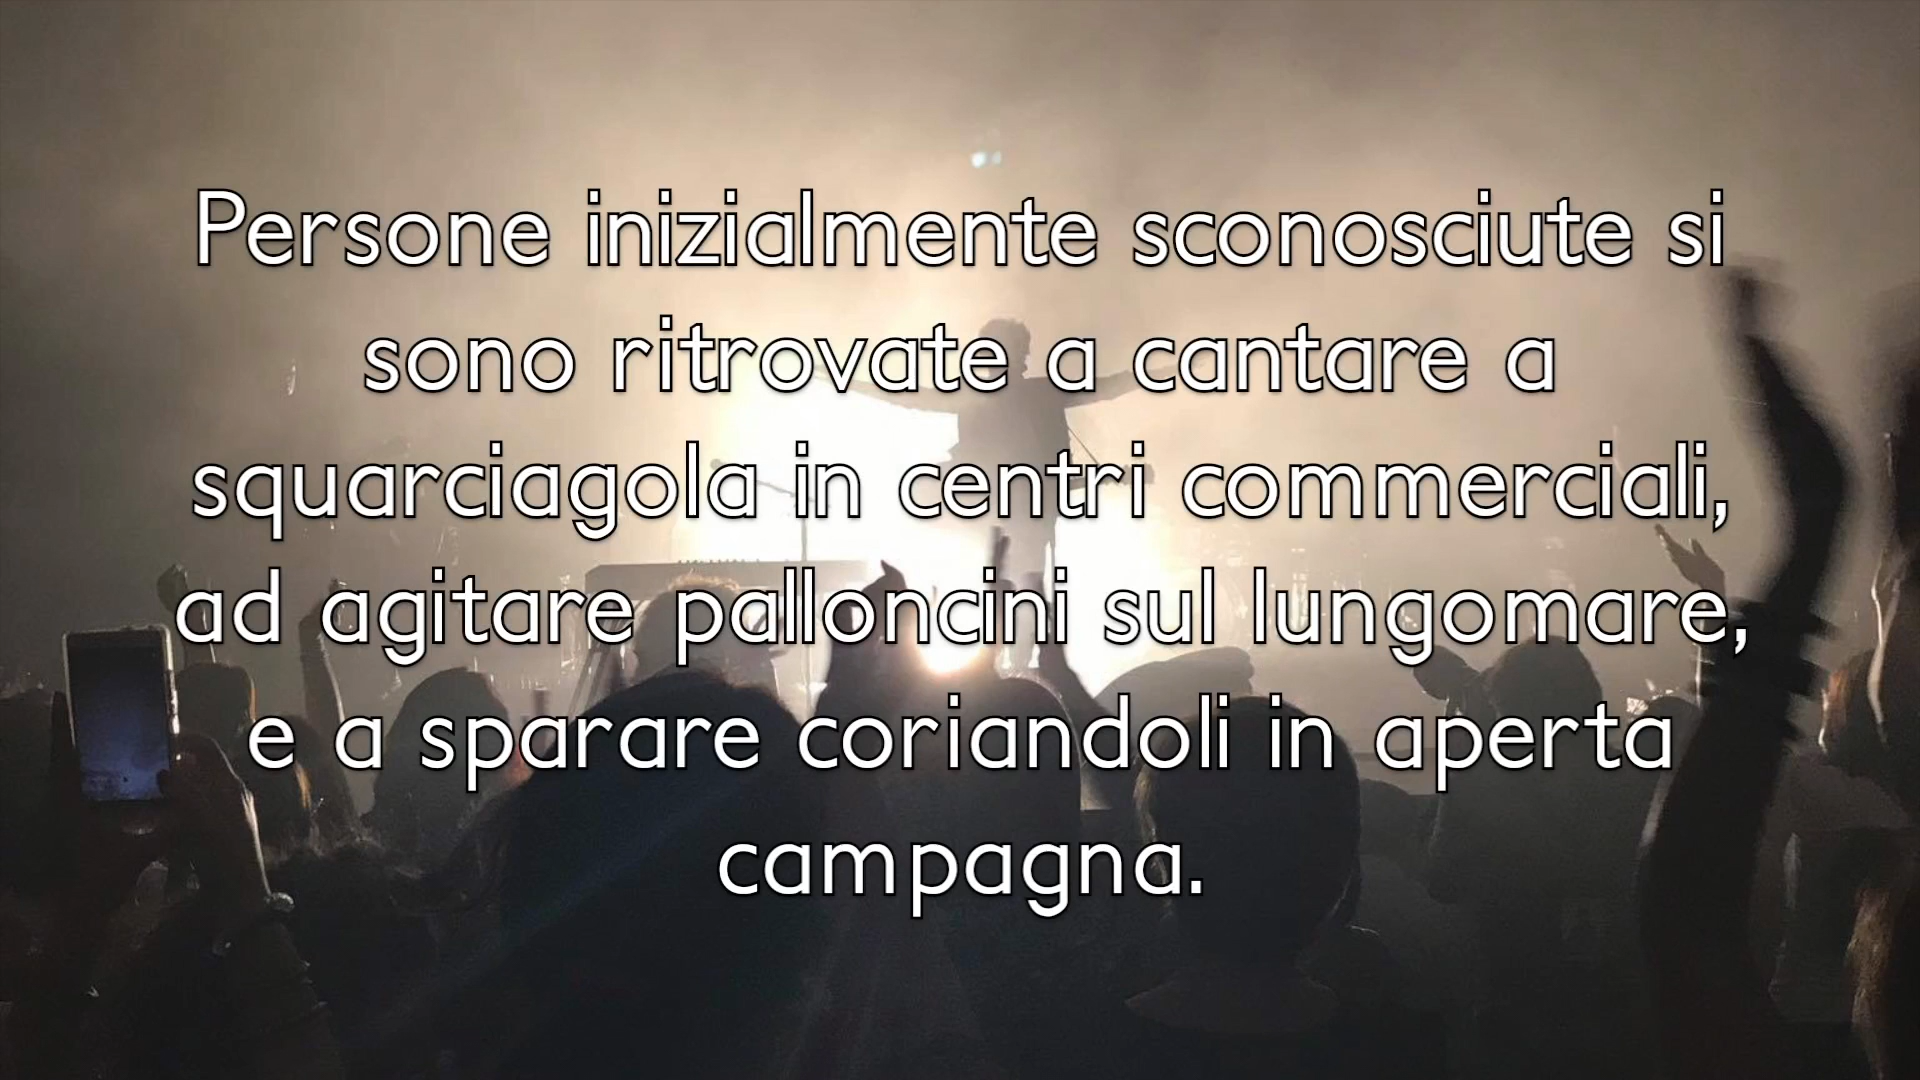 Persone inizialmente sconosciute si
sono ritrovate a cantare a
squarciagola in centri commerciali,
ad agitare palloncini sul lungomare,
e a sparare coriandoli in aperta
campagna.